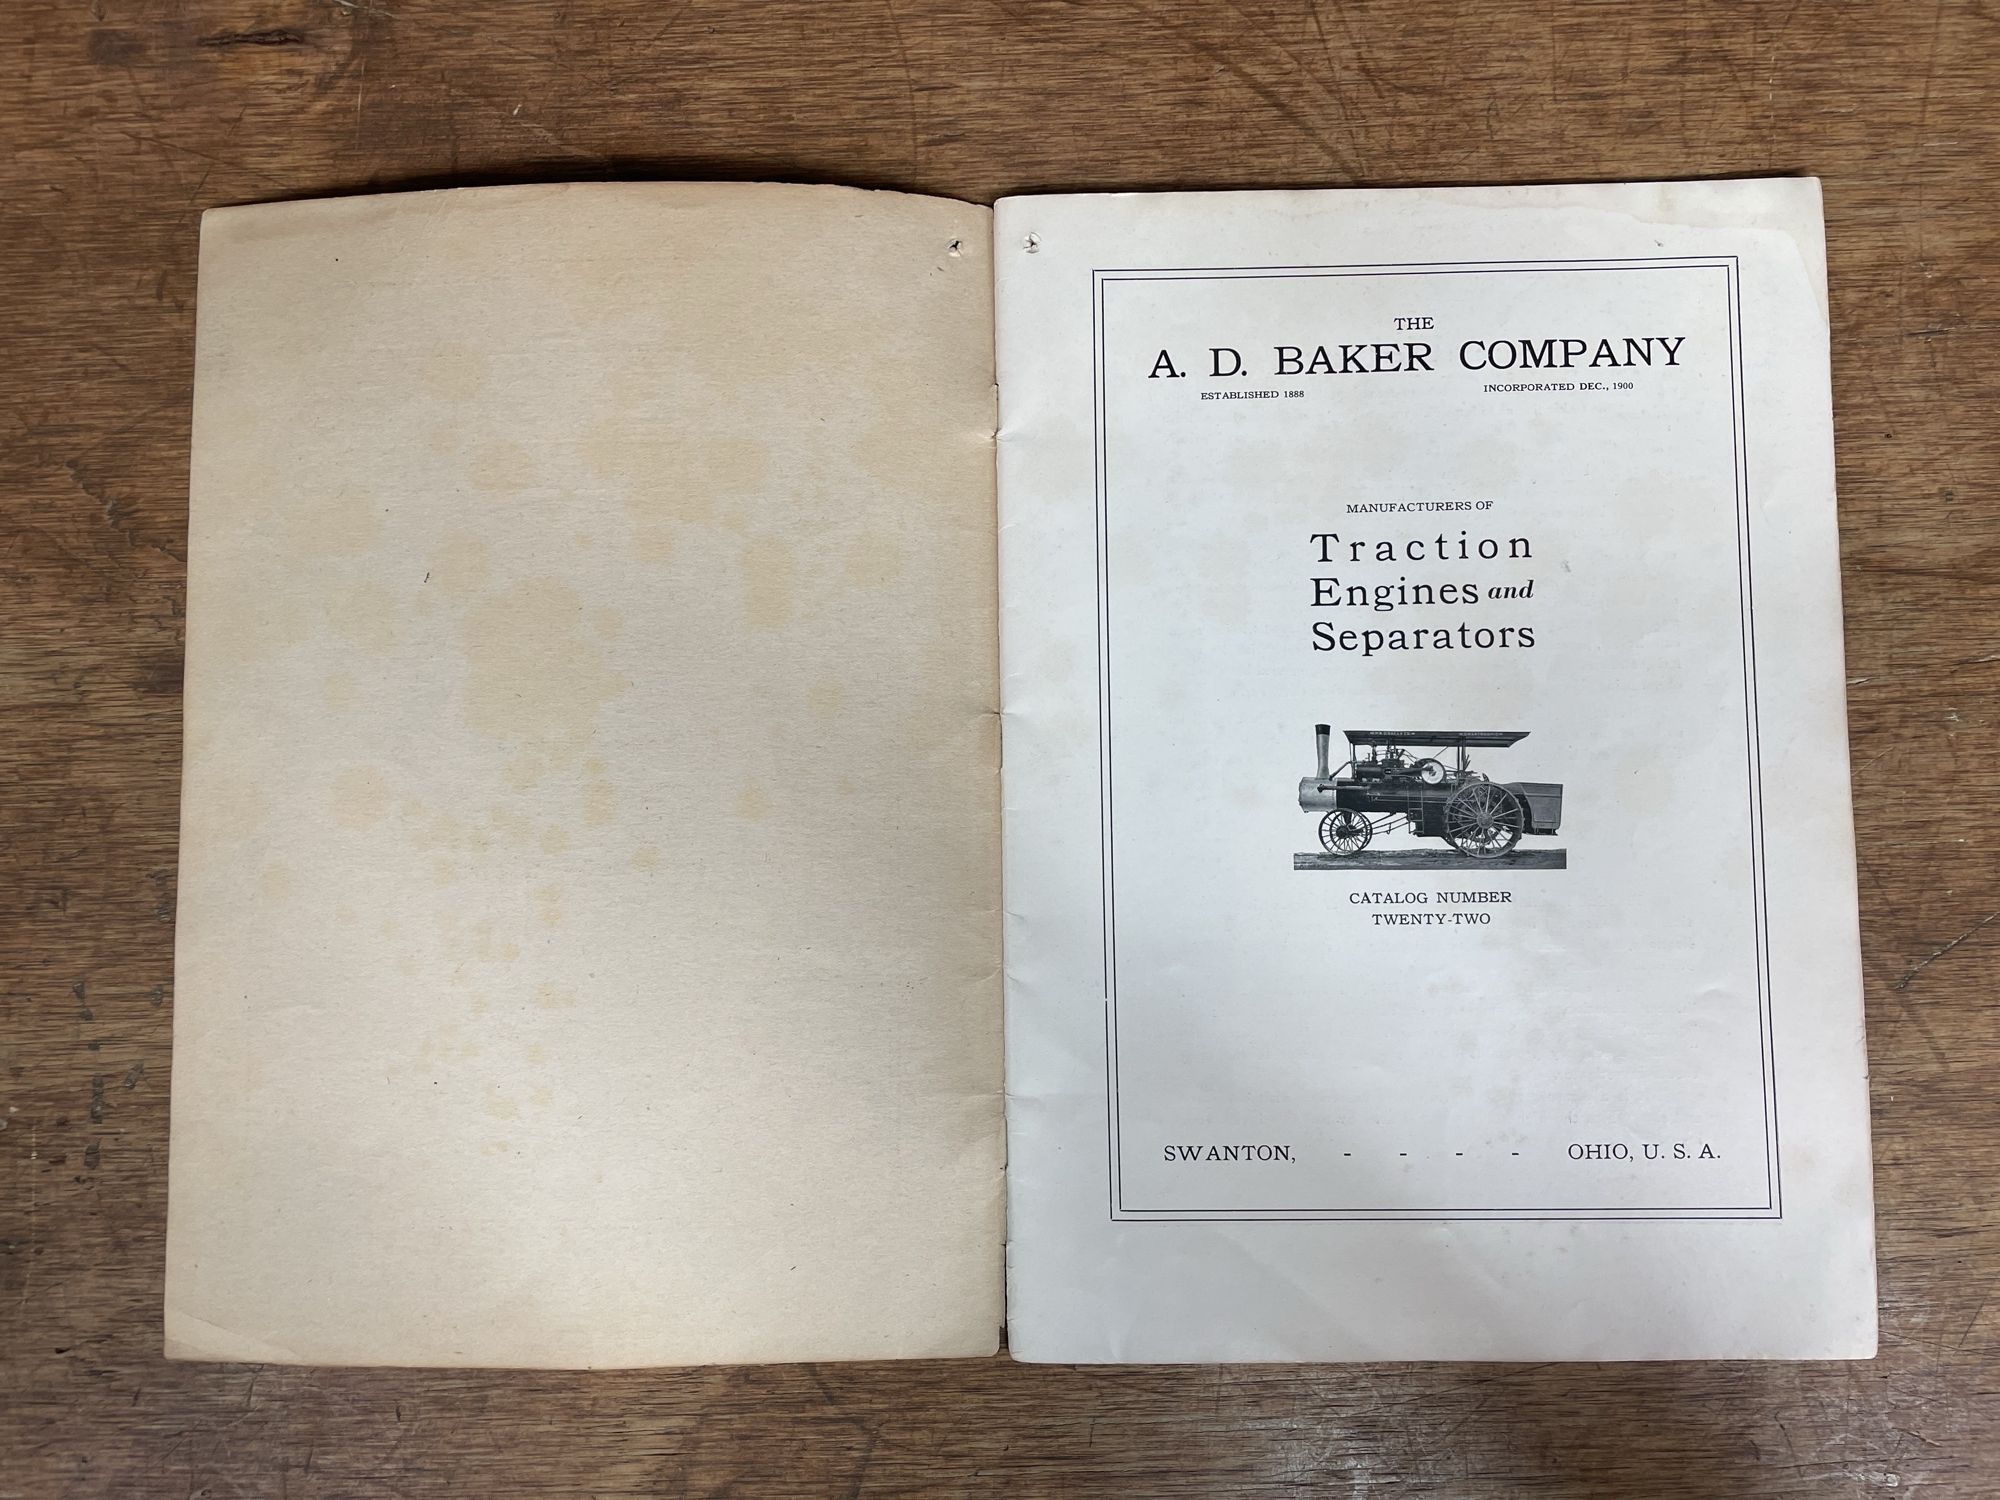 THE
A. D. BAKER COMPANY
ESTABLISHED 1888 INCORPORATED DEC., 1900
MANUFACTURERS OF
Traction
Engines and
Separators
CATALOG NUMBER
TWENTY-TWO
SWANTON, - - - - OHIO, U. S. A.